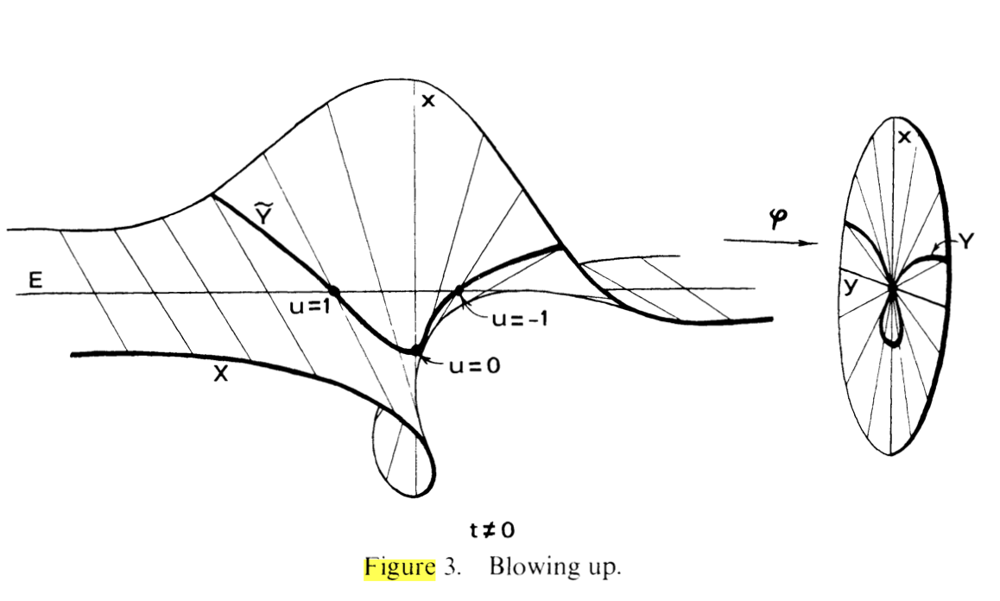 x
x
φ
Ỹ
Y
E
y
u=1
u=-1
u=0
X
t≠0
Figure 3. Blowing up.